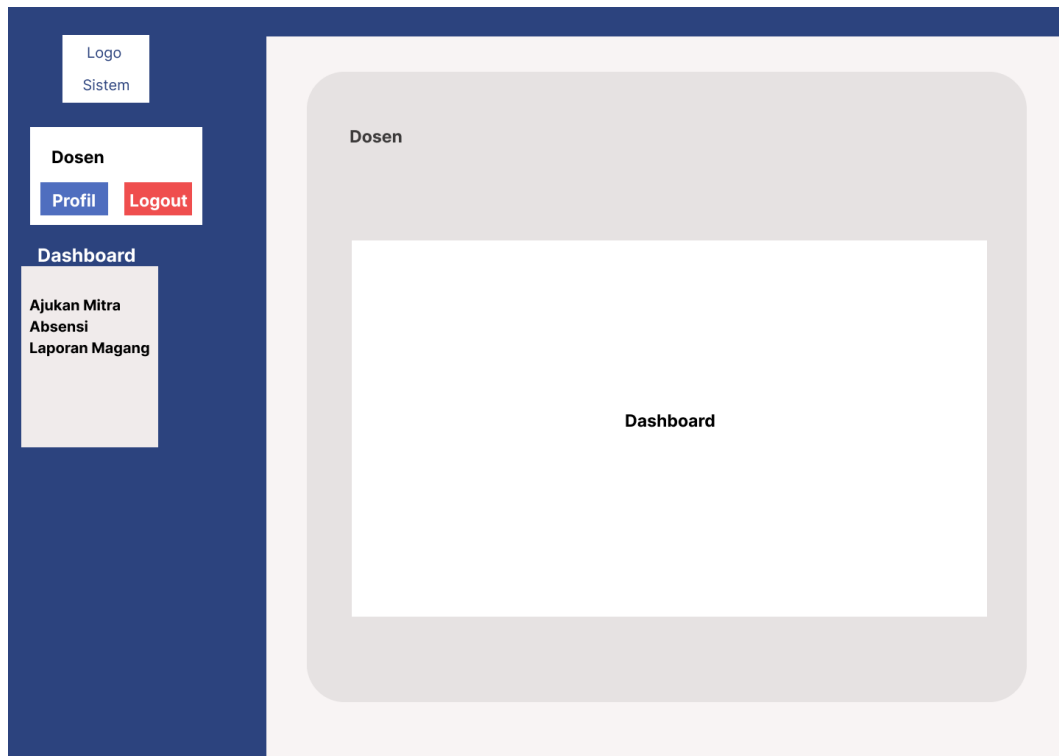 Logo
Sistem
Dosen
Profil
Logout
Dashboard
Ajukan Mitra
Absensi
Laporan Magang
Dosen
Dashboard